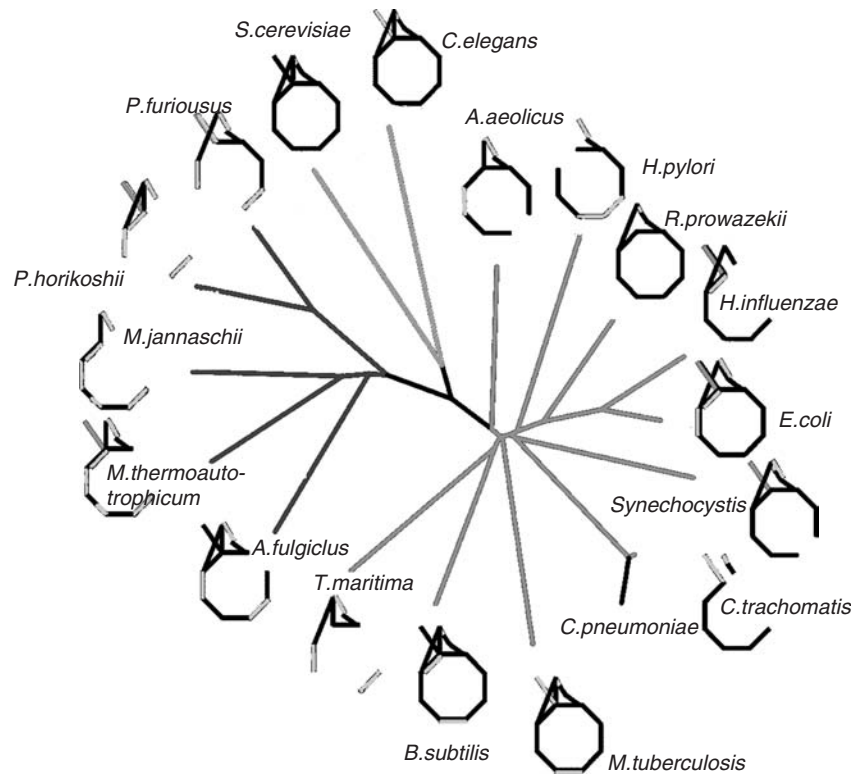 S.cerevisiae
C.elegans
P.furiousus
A.aeolicus
H.pylori
R.prowazekii
P.horikoshii
H.influenzae
M.jannaschii
E.coli
M.thermoauto-
trophicum
Synechocystis
A.fulgiclus
T.maritima
C.trachomatis
C.pneumoniae
B.subtilis
M.tuberculosis